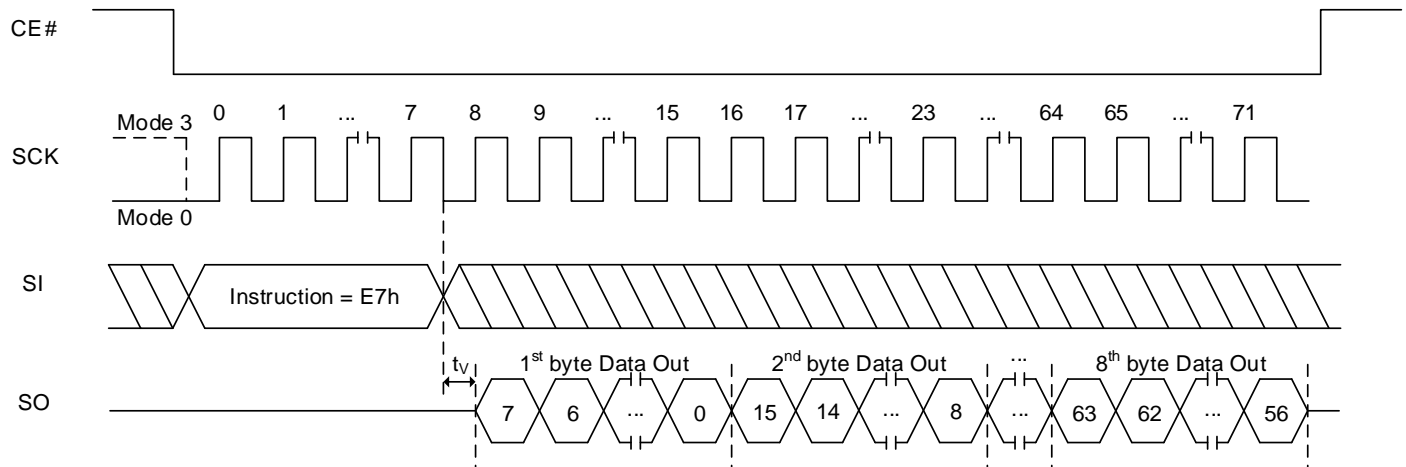 CE#
0 1 ... 7 8 9 ... 15 16 17 ... 23 ... 64 65 ... 71
Mode 3
SCK
Mode 0
SI
Instruction = E7h
tV 1st byte Data Out 2nd byte Data Out ... 8th byte Data Out
SO
7 6 ... 0 15 14 ... 8 ... 63 62 ... 56